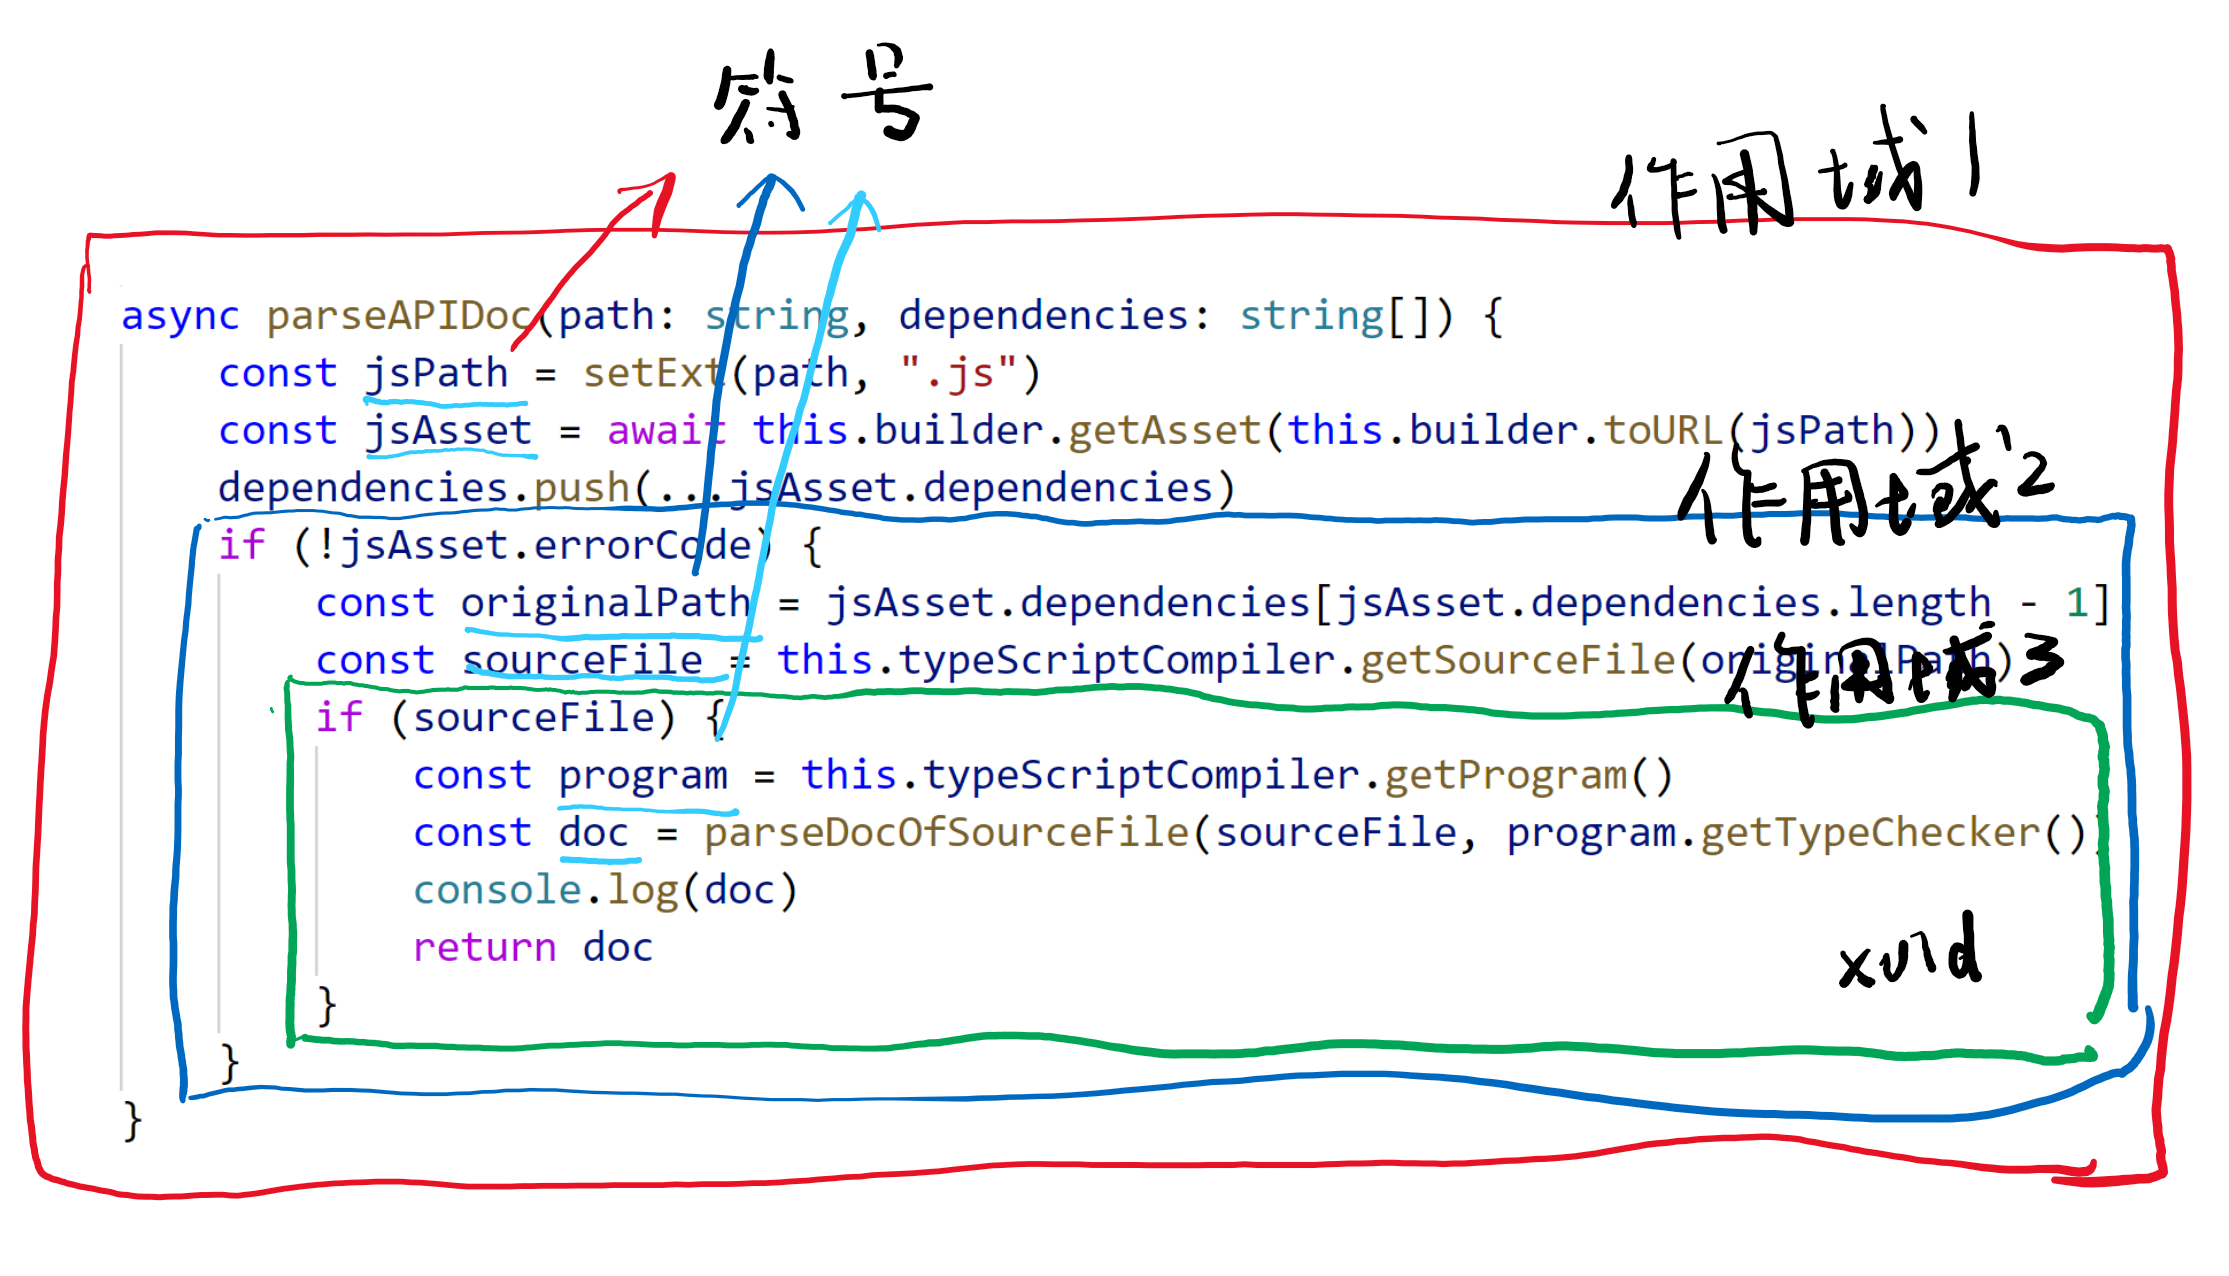 符号
作用域1
async parseAPIDoc(path: string, dependencies: string[]) {
const jsPath = setExt(path, ".js")
const jsAsset = await this.builder.getAsset(this.builder.toURL(jsPath))
dependencies.push(...jsAsset.dependencies)
作用域2
if (!jsAsset.errorCode) {
const originalPath = jsAsset.dependencies[jsAsset.dependencies.length - 1]
const sourceFile = this.typeScriptCompiler.getSourceFile(originalPath)
作用域3
if (sourceFile) {
const program = this.typeScriptCompiler.getProgram()
const doc = parseDocOfSourceFile(sourceFile, program.getTypeChecker())
console.log(doc)
return doc
xuld
}
}
}